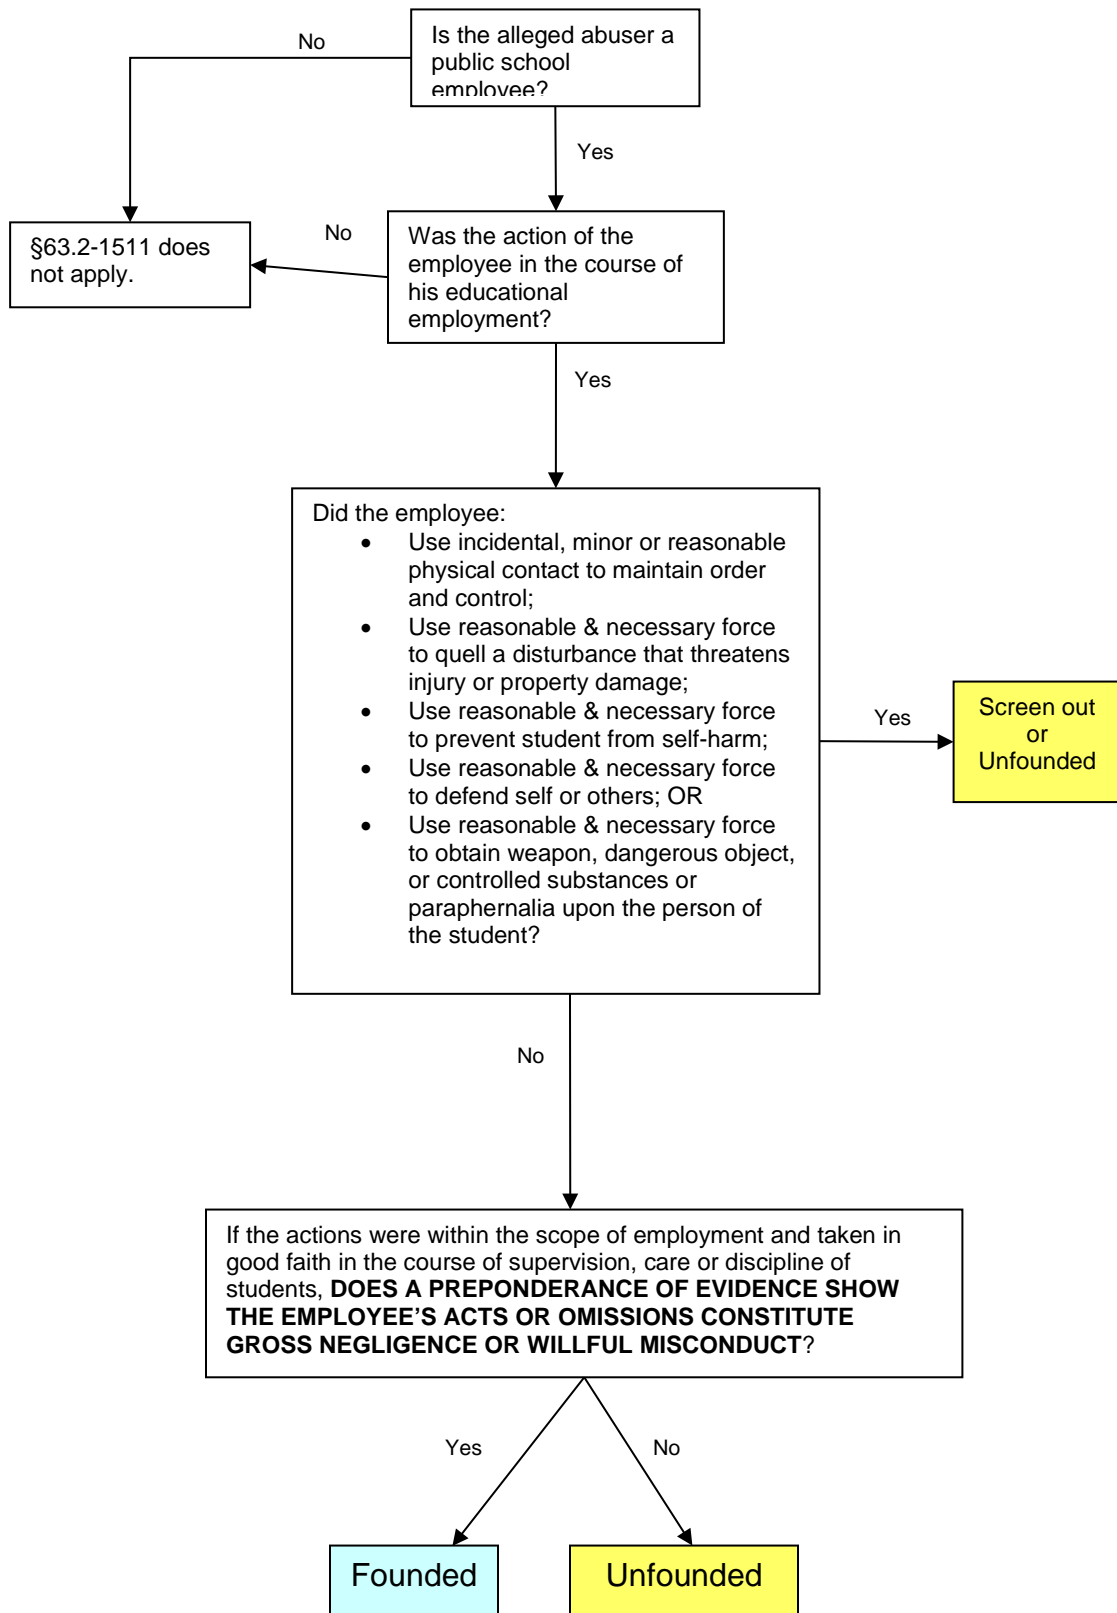 Is the alleged abuser a
public school
employee?
No
Yes
§63.2-1511 does
not apply.
No
Was the action of the
employee in the course of
his educational
employment?
Yes
Did the employee:
• Use incidental, minor or reasonable
physical contact to maintain order
and control;
• Use reasonable & necessary force
to quell a disturbance that threatens
injury or property damage;
• Use reasonable & necessary force
to prevent student from self-harm;
• Use reasonable & necessary force
to defend self or others; OR
• Use reasonable & necessary force
to obtain weapon, dangerous object,
or controlled substances or
paraphernalia upon the person of
the student?
Yes
Screen out
or
Unfounded
No
If the actions were within the scope of employment and taken in
good faith in the course of supervision, care or discipline of
students, DOES A PREPONDERANCE OF EVIDENCE SHOW
THE EMPLOYEE’S ACTS OR OMISSIONS CONSTITUTE
GROSS NEGLIGENCE OR WILLFUL MISCONDUCT?
Yes
No
Founded
Unfounded